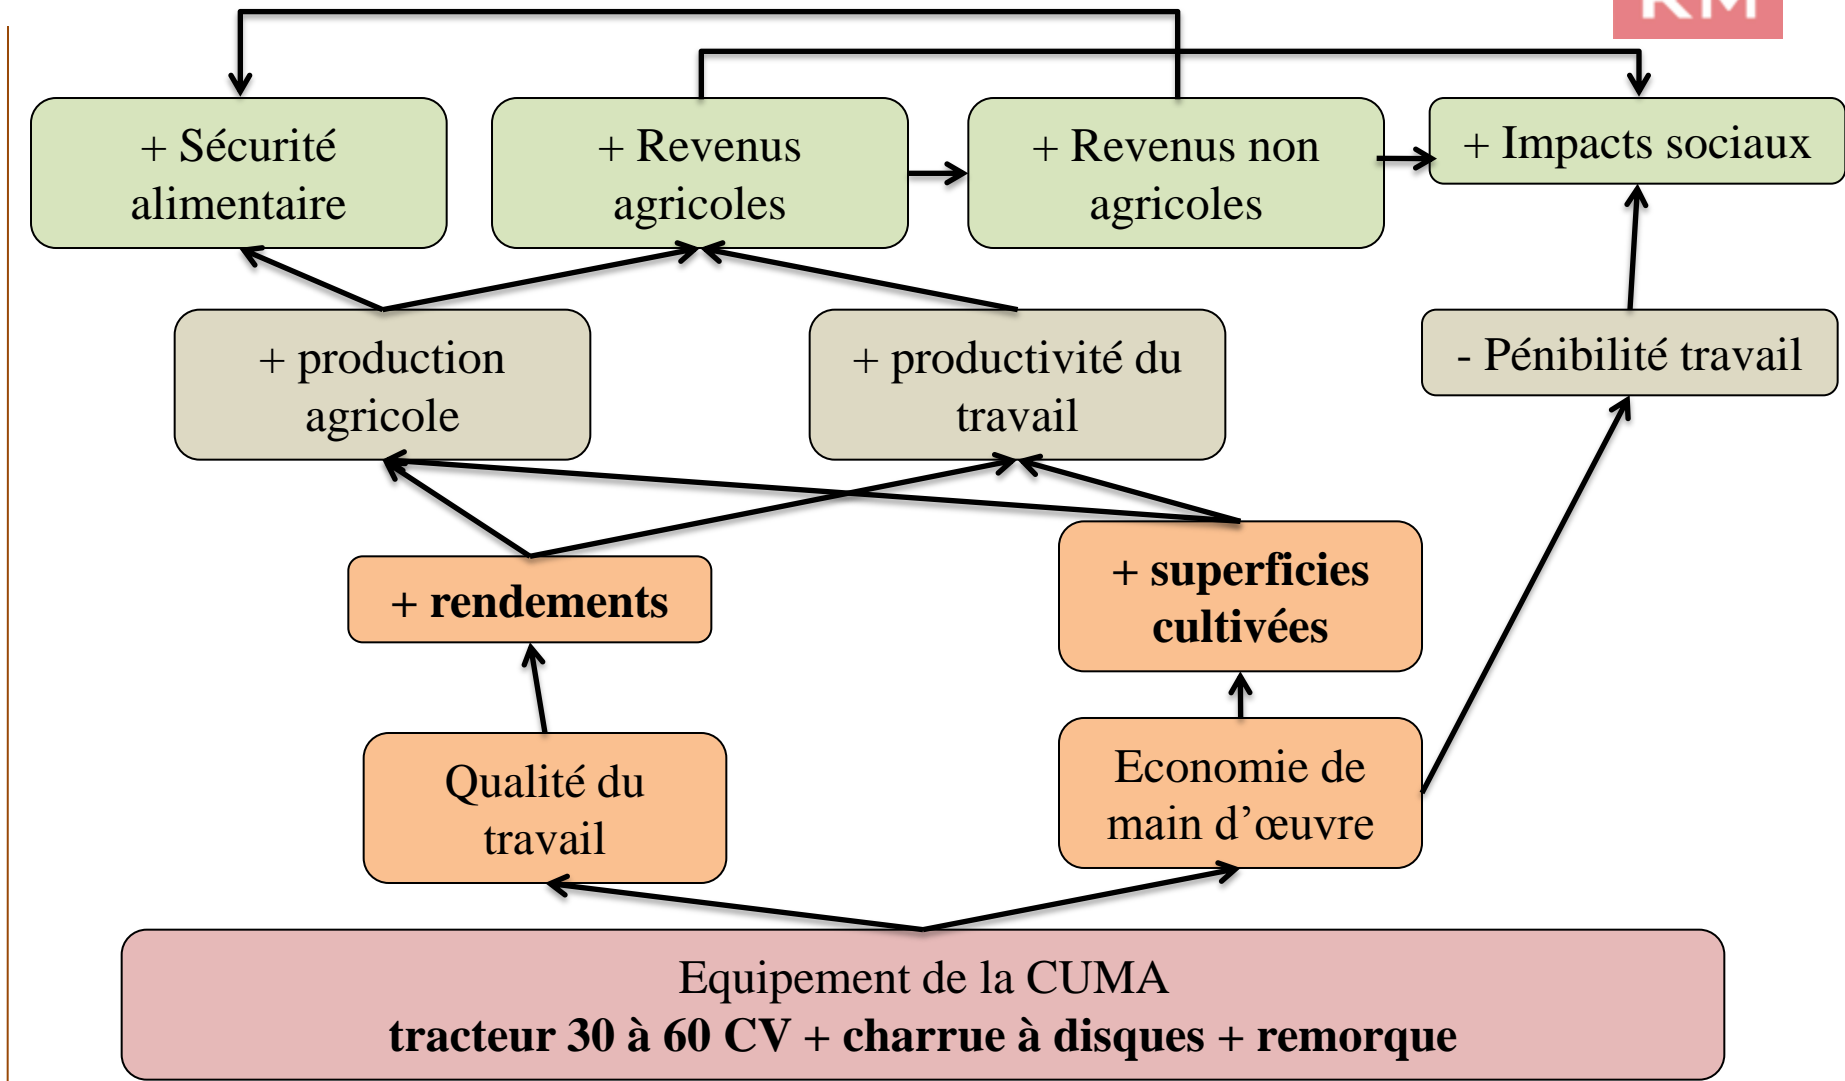 KM
+ Sécurité
alimentaire
+ Revenus
agricoles
+ Revenus non
agricoles
+ Impacts sociaux
+ production
agricole
+ productivité du
travail
- Pénibilité travail
+ rendements
+ superficies
cultivées
Qualité du
travail
Economie de
main d’œuvre
Equipement de la CUMA
tracteur 30 à 60 CV + charrue à disques + remorque